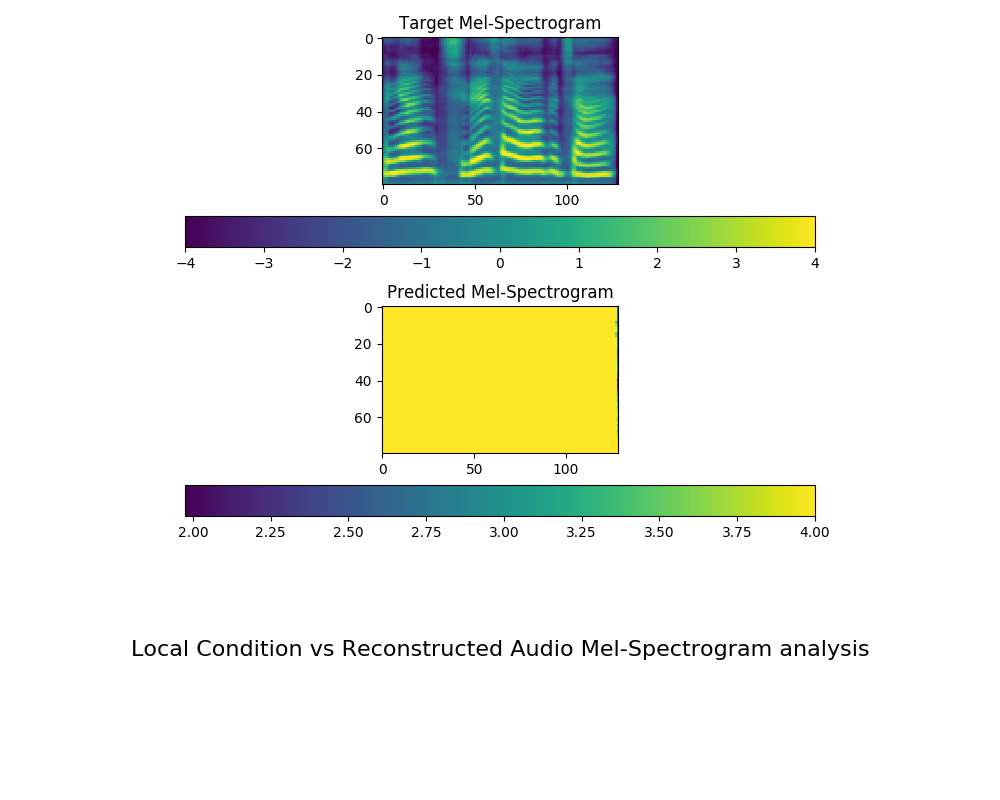 Target Mel-Spectrogram
0
20
40
60
0 50 100
−4 −3 −2 −1 0 1 2 3 4
Predicted Mel-Spectrogram
0
20
40
60
0 50 100
2.00 2.25 2.50 2.75 3.00 3.25 3.50 3.75 4.00
Local Condition vs Reconstructed Audio Mel-Spectrogram analysis